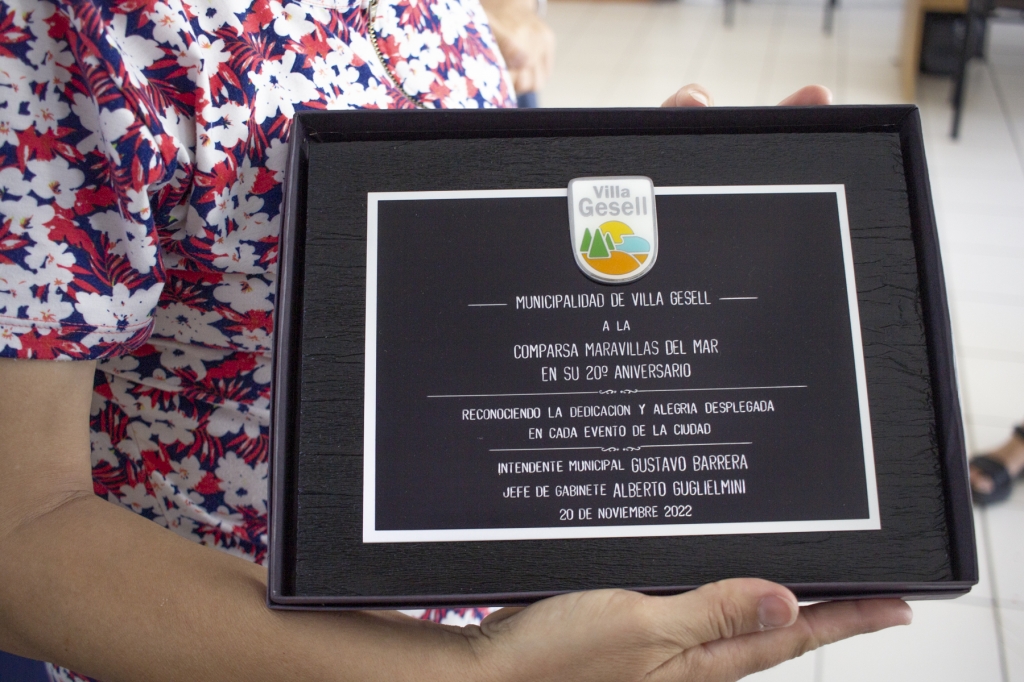 Villa
Gesell
MUNICIPALIDAD DE VILLA GESELL
A LA
COMPARSA MARAVILLAS DEL MAR
EN SU 20º ANIVERSARIO
RECONOCIENDO LA DEDICACION Y ALEGRIA DESPLEGADA
EN CADA EVENTO DE LA CIUDAD
INTENDENTE MUNICIPAL GUSTAVO BARRERA
JEFE DE GABINETE ALBERTO GUGLIELMINI
20 DE NOVIEMBRE 2022